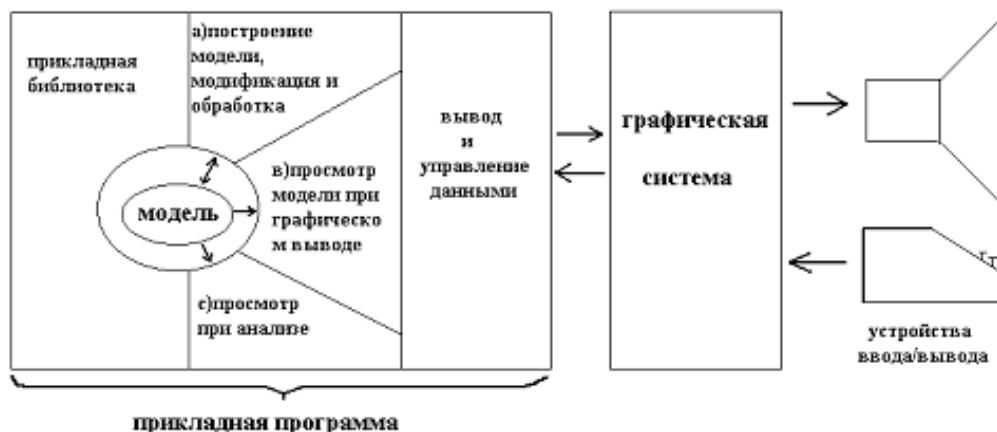 прикладная
библиотека
а)построение
модели,
модификация и
обработка
модель
в)просмотр
модели при
графическо
м выводе
с)просмотр
при анализе
вывод
и
управление
данными
графическая
система
устройства
ввода/вывода
прикладная программа